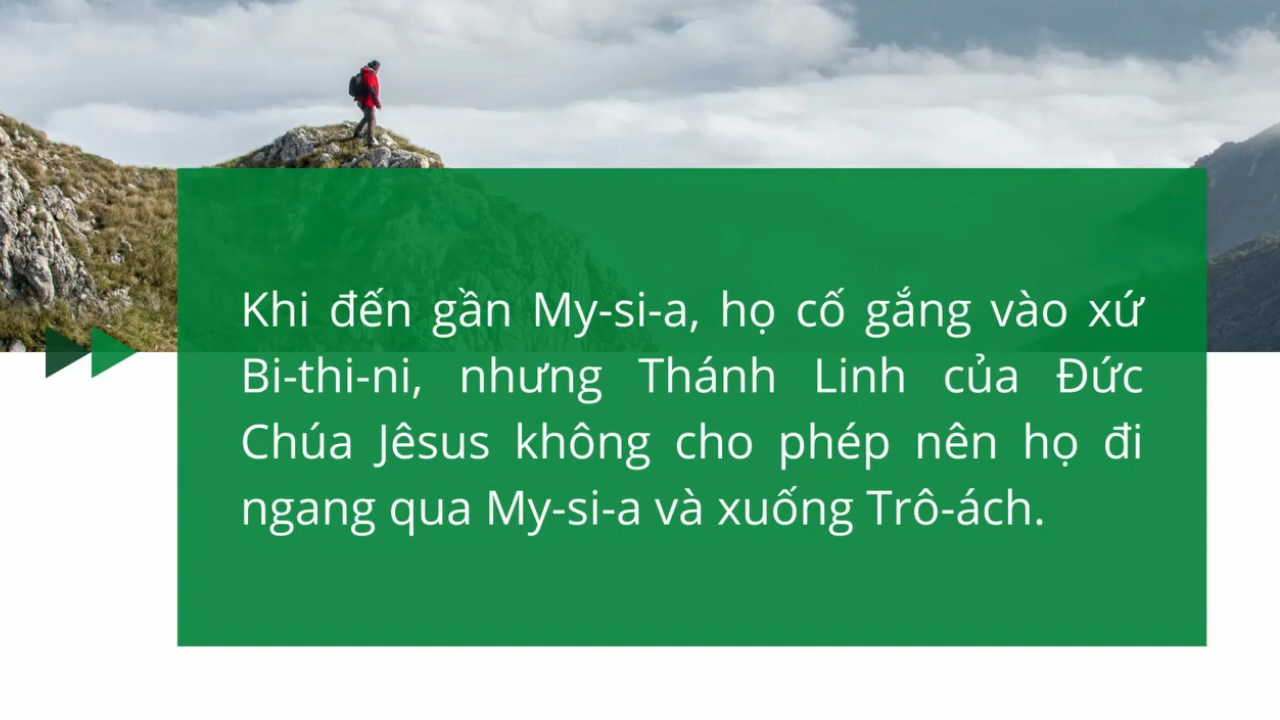 Khi đến gần My-si-a, họ cố gắng vào xứ
Bi-thi-ni, nhưng Thánh Linh của Đức
Chúa Jêsus không cho phép nên họ đi
ngang qua My-si-a và xuống Trô-ách.